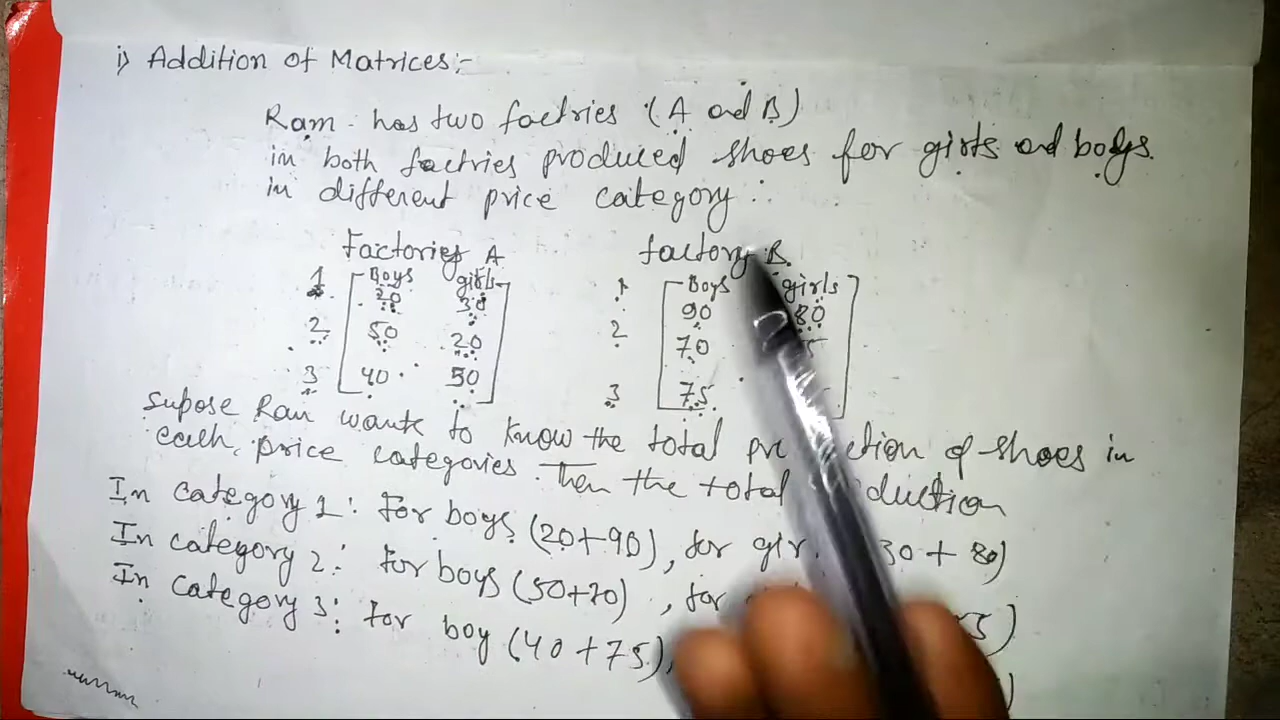 i) Addition of Matrices:-
Ram has two factries (A and B)
in both factries produced shoes for girls and boys.
in different price category:
Factories A factory B
Boys girls Boys girls
1 20 30 1 90 80
2 50 20 2 70
3 40 50 3 75
Supose Ram wants to know the total pr ction of shoes in
each, price categories. Then the total duction
In category 1: For boys (20+90), for gir 30 + 80)
In category 2: For boys (50+70), for
In category 3: for boy (40+75),